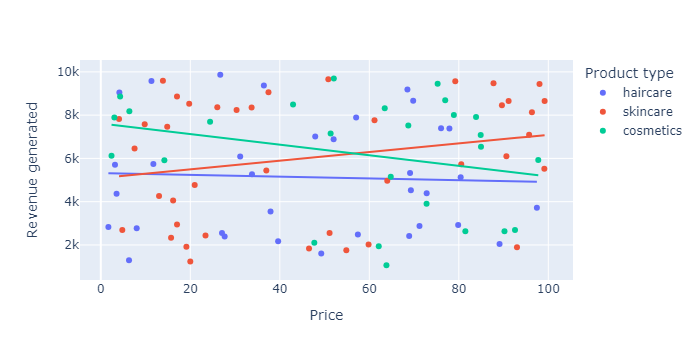 Product type
haircare
skincare
cosmetics
Revenue generated
10k
8k
6k
4k
2k
0
20
40
60
80
100
Price